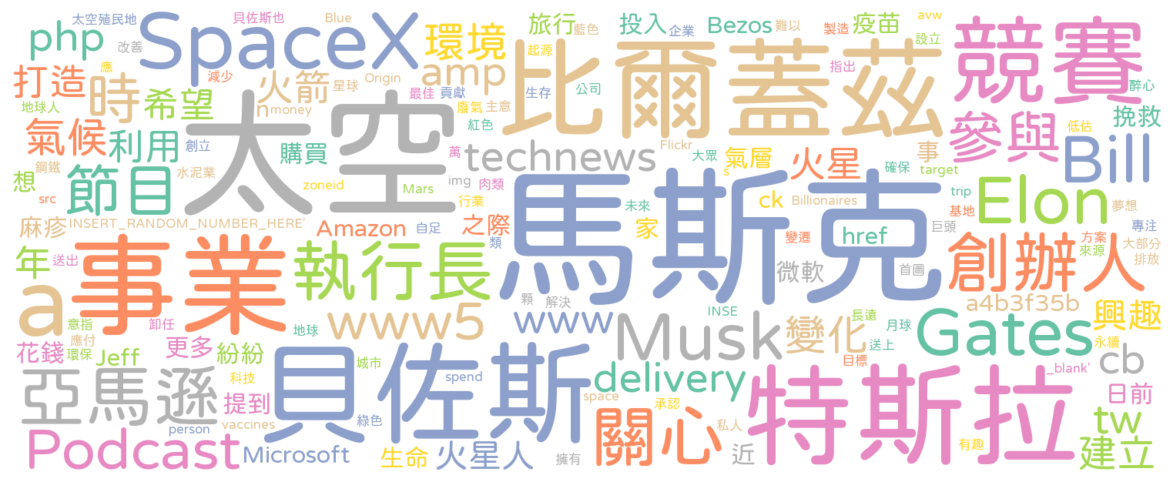 太空殖民地
貝佐斯也
php
改善
SpaceX
Blue
旅行
藍色
投入
企業
Bezos
難以
製造
疫苗
avw
設立
競賽
打造
時
減少
火箭
星球
Origin
環境
amp
起源
比爾蓋茲
指出
醉心
地球人
應
希望
n
money
最佳
貢獻
廢氣
主意
生存
公司
挽救
氣候
利用
創立
太空
紅色
萬
Flickr
低估
參與
事
Bill
鋼鐵
節目
購買
technews
大眾
氣層
s
火星
確保
target
想
水泥業
zoneid
Mars
img
肉類
src
行業
馬斯克
ck
Billionaires
trip
Elon
夢想
麻疹
INSERT_RANDOM_NUMBER_HERE'
Amazon
自足
之際
未來
家
變遷
href
基地
巨頭
專注
年
送出
事業
執行長
類
微軟
首圖
創辦人
方案
大部分
來源
排放
a
意指
卸任
地球
www5
顆
解決
www
INSE
長遠
月球
a4b3f35b
興趣
花錢
應付
環保
Jeff
更多
紛紛
城市
貝佐斯
Musk
變化
送上
Gates
永續
目標
cb
_blank'
亞馬遜
科技
提到
spend
delivery
特斯拉
日前
person
vaccines
綠色
space
承認
私人
tw
Podcast
Microsoft
生命
火星人
擁有
關心
近
有趣
建立